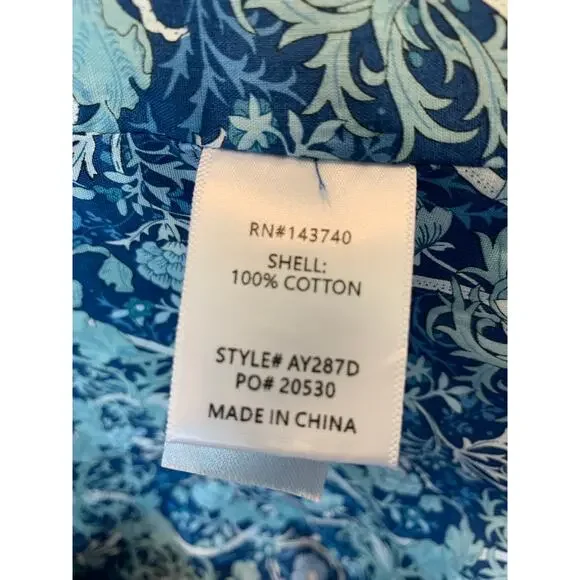 RN#143740
SHELL:
100% COTTON
STYLE# AY287D
PO# 20530
MADE IN CHINA